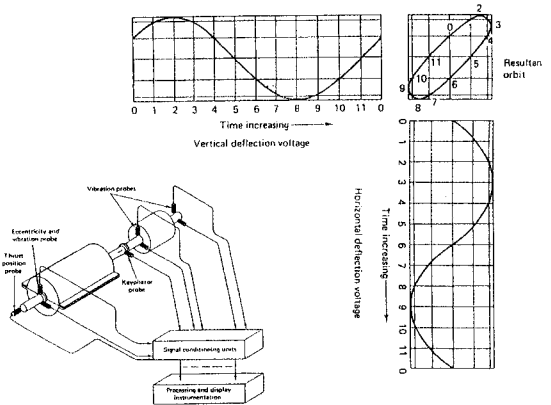 0 1 2 3 4 5 6 7 8 9 10 11 0
Time increasing
Vertical deflection voltage
2
3
0 1 4
11 5
10 6
9
8 7
Resultan
orbit
0
1
2
3
4
5
6
7
8
9
10
11
0
Time increasing
Horizontal deflection voltage
Vibration probes
Eccentricity and
vibration probe
Thrust
position
probe
Keyphasor
probe
Signal conditioning units
Processing and display
instrumentation